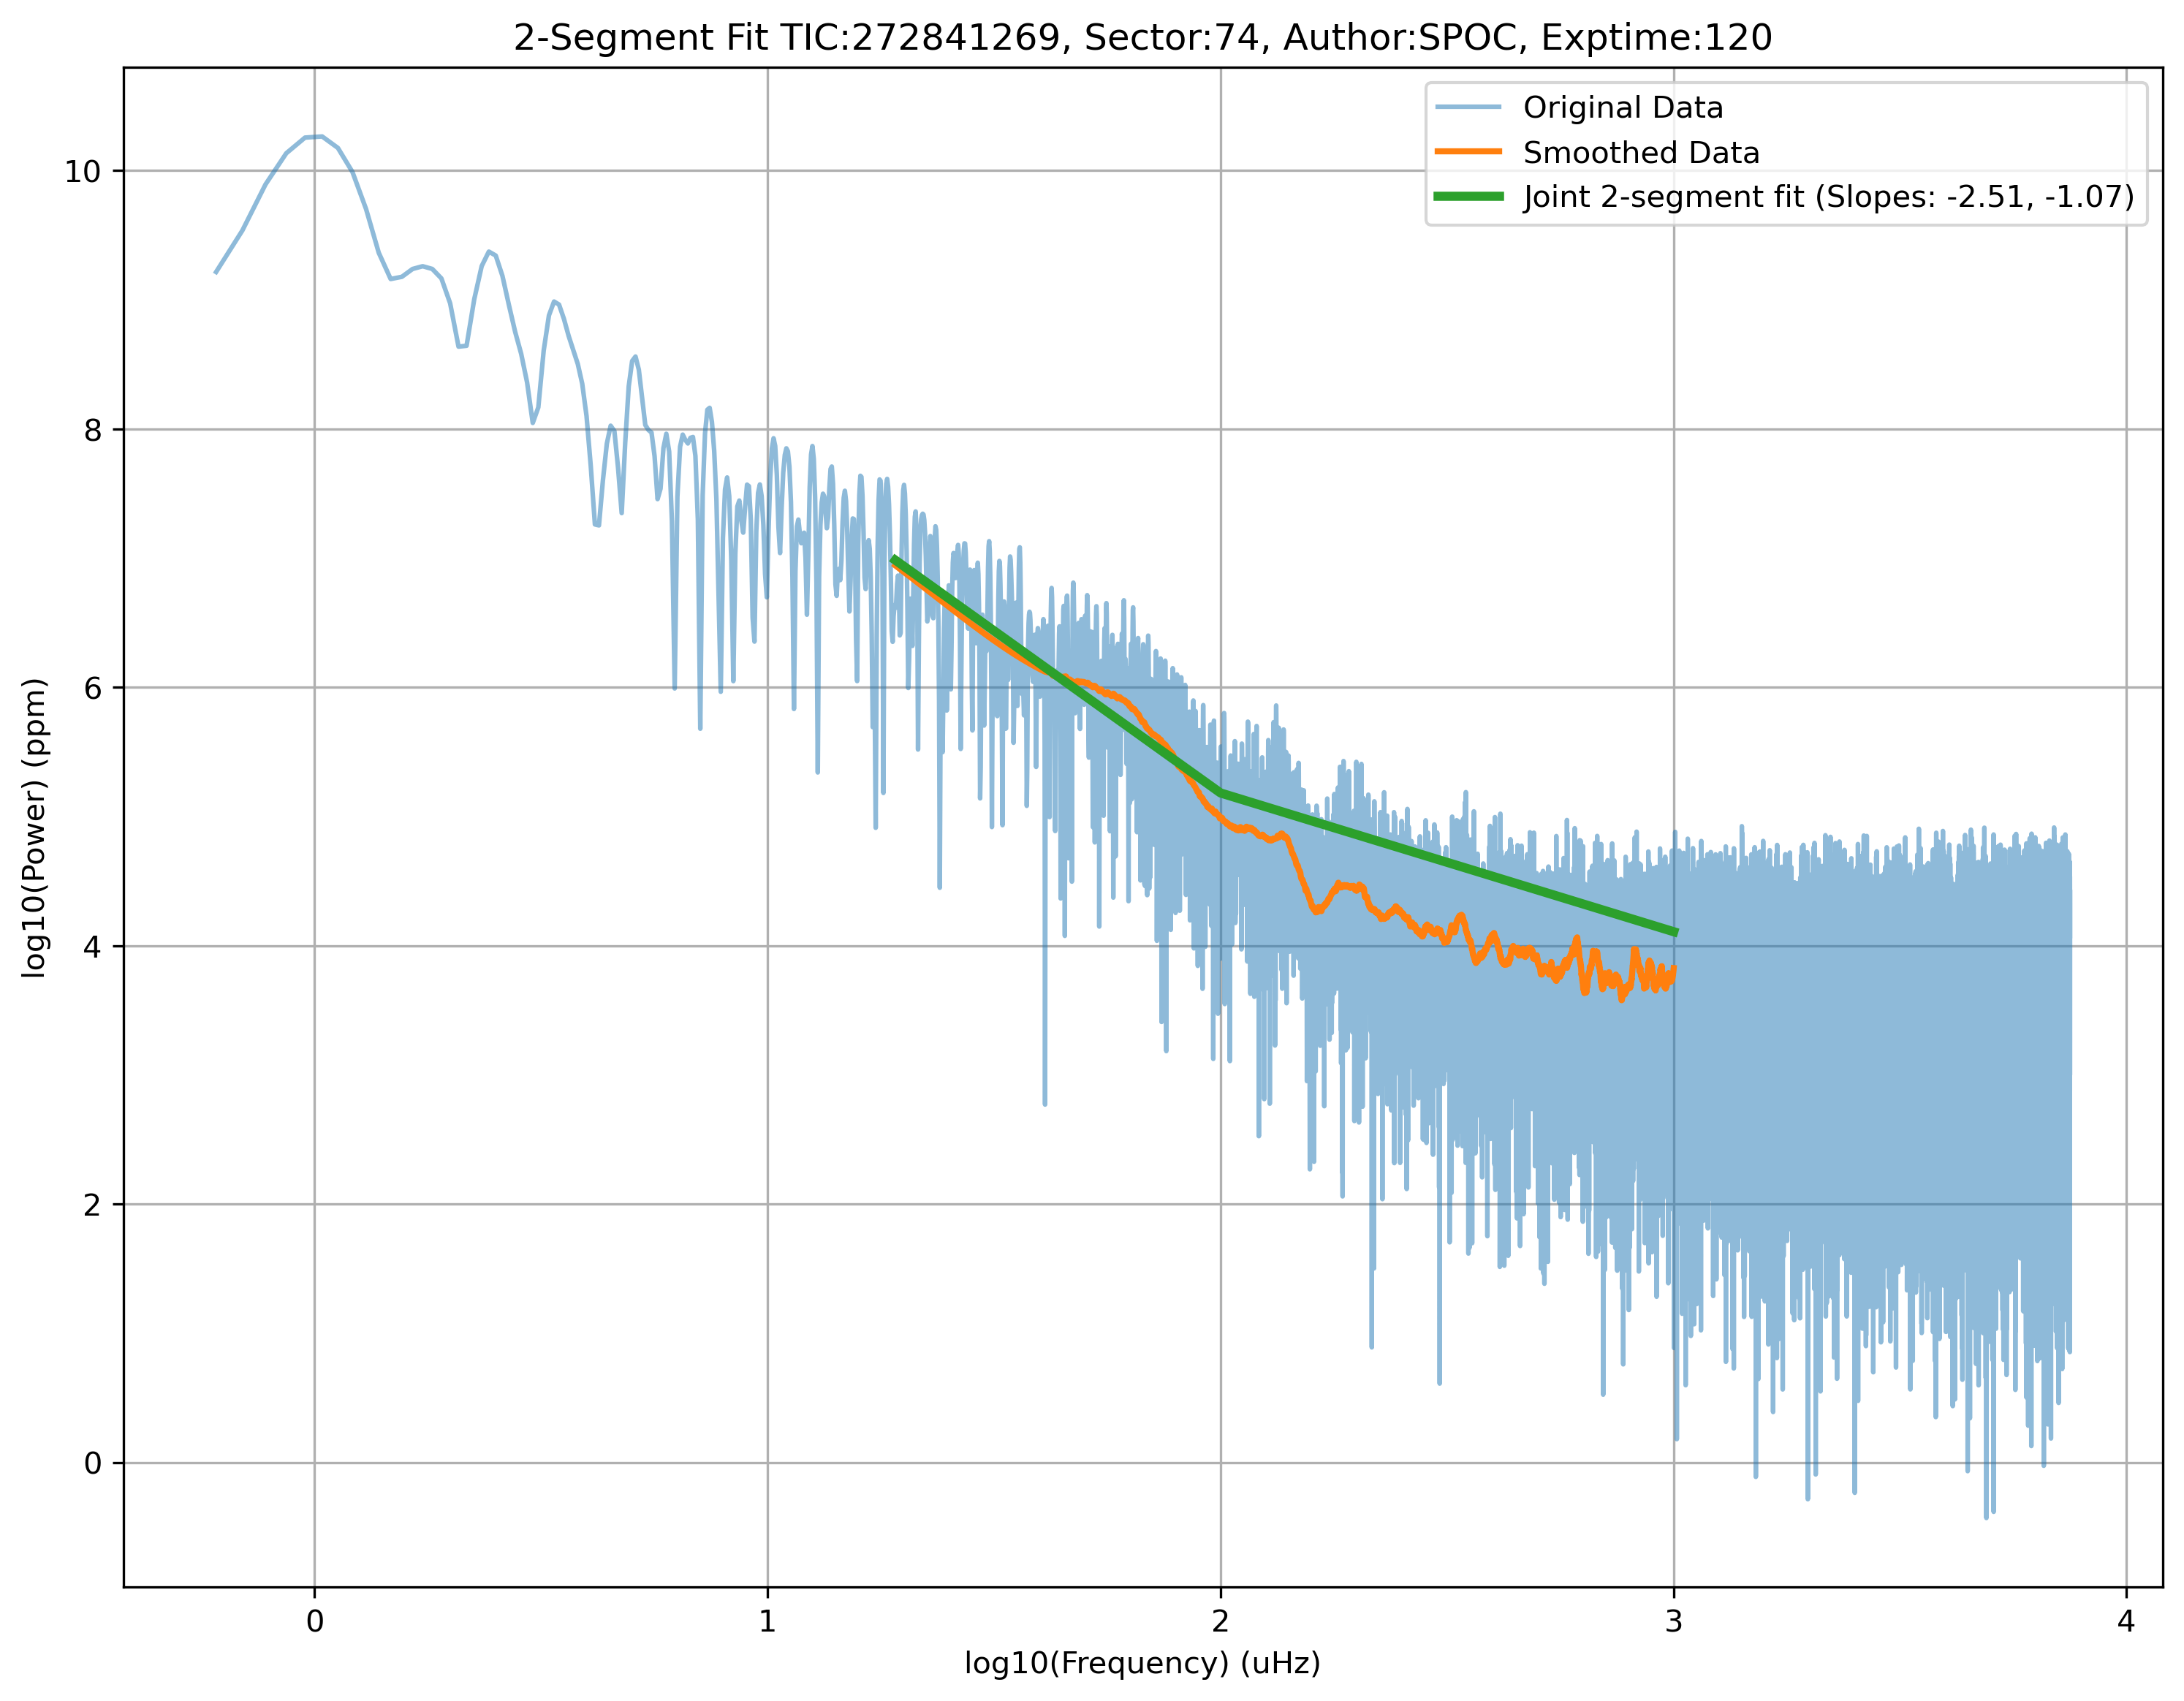 2-Segment Fit TIC:272841269, Sector:74, Author:SPOC, Exptime:120
Original Data
Smoothed Data
Joint 2-segment fit (Slopes: -2.51, -1.07)
10
8
6
4
2
0
log10(Power) (ppm)
0 1 2 3 4
log10(Frequency) (uHz)